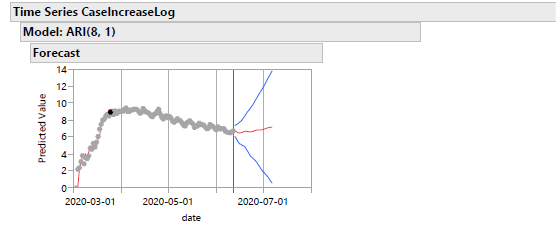 Time Series CaseIncreaseLog
Model: ARI(8, 1)
Forecast
14
12
10
8
6
4
2
0
Predicted Value
2020-03-01 2020-05-01 2020-07-01
date